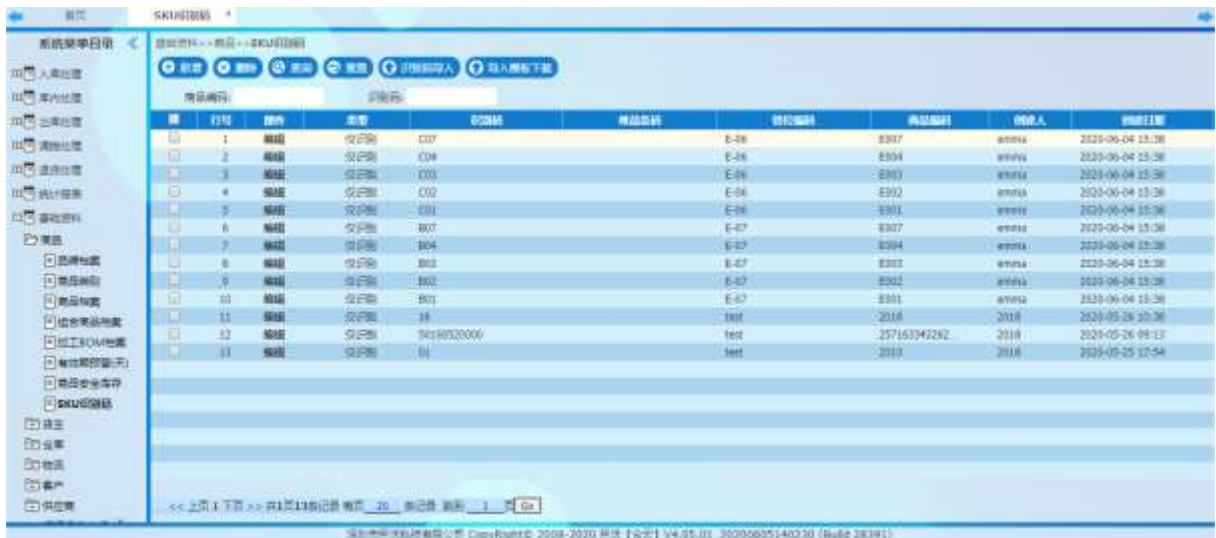 首页 SKU识别码
系统菜单目录
基础资料>>商品>>SKU识别码
新增 删除 查询 重置 识别码导入 导入模板下载
商品编码: 识别码:
入库处理
库内处理
出库处理
退货处理
统计报表
基础资料
商品
品牌档案
商品类别
商品档案
组合商品档案
加工BOM档案
有效期预警(天)
商品安全库存
SKU识别码
货主
仓库
物流
客户
供应商
行号 操作 类型 识别码 商品条码 商品编码 创建人 创建日期
1 编辑 仅识别 C07 E-06 E007 emma 2020-06-04 15:38
2 编辑 仅识别 C04 E-06 E004 emma 2020-06-04 15:38
3 编辑 仅识别 C03 E-06 E003 emma 2020-06-04 15:38
4 编辑 仅识别 C02 E-06 E002 emma 2020-06-04 15:38
5 编辑 仅识别 C01 E-06 E001 emma 2020-06-04 15:38
6 编辑 仅识别 B07 E-07 E007 emma 2020-06-04 15:38
7 编辑 仅识别 B04 E-07 E004 emma 2020-06-04 15:38
8 编辑 仅识别 B03 E-07 E003 emma 2020-06-04 15:38
9 编辑 仅识别 B02 E-07 E002 emma 2020-06-04 15:38
10 编辑 仅识别 B01 E-07 E001 emma 2020-06-04 15:38
11 编辑 仅识别 test 2018 2018 2020-05-26 10:38
12 编辑 仅识别 test 257163343262... 2018 2020-05-26 09:13
13 编辑 仅识别 01 test 2018 2020-05-25 17:54
<< 上页 1 下页 >> 共1页13条记录 每页 20 条记录 跳到 1 页 Go
CopyRight© 2008-2020 V4.05.01_20200605140230 (Build 28391)